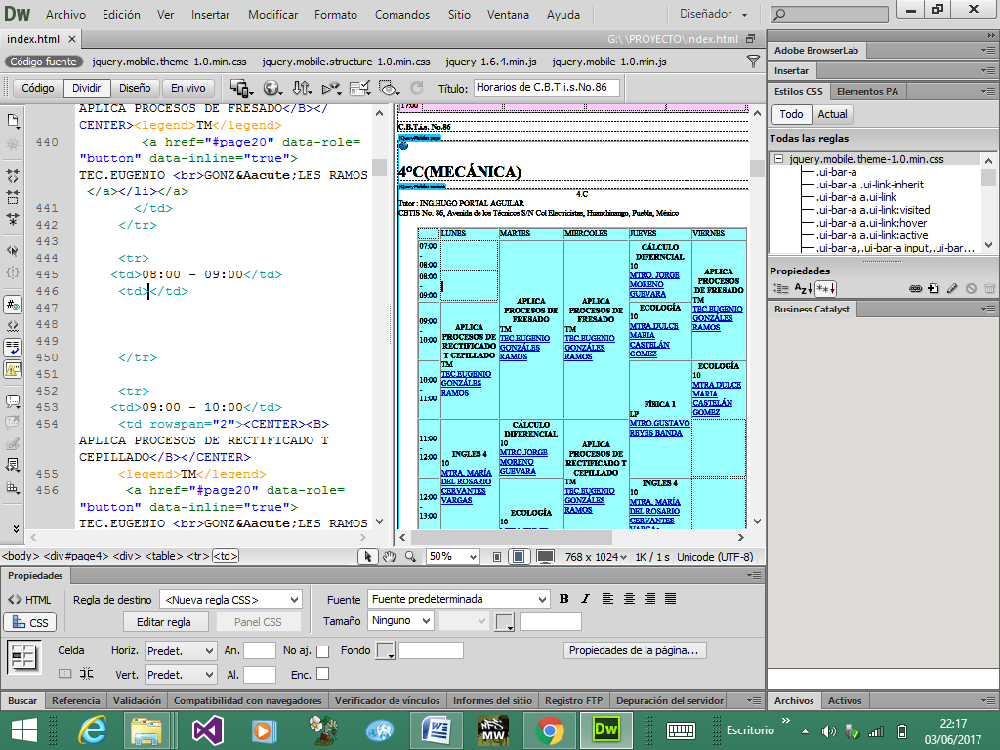 Dw Archivo Edición Ver Insertar Modificar Formato Comandos Sitio Ventana Ayuda Diseñador
index.html G:\ \PROYECTO\index.html
Código fuente jquery.mobile.theme-1.0.min.css jquery.mobile.structure-1.0.min.css jquery-1.6.4.min.js jquery.mobile-1.0.min.js
Código Dividir Diseño En vivo Título: Horarios de C.B.T.i.s.No.86
APLICA PROCESOS DE FRESADO</B></
CENTER><legend>TM</legend>
440 <a href="#page20" data-role=
"button" data-inline="true">
TEC.EUGENIO <br>GONZ&Aacute;LES RAMOS
</a></li></a>
441 </td>
442 </tr>
443
444 <tr>
445 <td>08:00 - 09:00</td>
446 <td></td>
447
448
449
450 </tr>
451
452 <tr>
453 <td>09:00 - 10:00</td>
454 <td rowspan="2"><CENTER><B>
APLICA PROCESOS DE RECTIFICADO T
CEPILLADO</B></CENTER>
455 <legend>TM</legend>
456 <a href="#page20" data-role=
"button" data-inline="true">
TEC.EUGENIO <br>GONZ&Aacute;LES RAMOS
17:00
C.B.T.i.s. No.86
4ºC(MECÁNICA)
4.C
Tutor : ING.HUGO PORTAL AGUILAR
CBTIS No. 86, Avenida de los Técnicos S/N Col Electricistas, Huauchinango, Puebla, México
LUNES MARTES MIERCOLES JUEVES VIERNES
07:00
-
08:00
08:00
-
09:00
09:00
-
10:00
10:00
-
11:00
11:00
-
12:00
12:00
-
13:00
APLICA
PROCESOS DE
RECTIFICADO
T CEPILLADO
TM
TEC.EUGENIO
GONZÁLES
RAMOS
INGLES 4
10
MTRA. MARÍA
DEL ROSARIO
CERVANTES
VARGAS
APLICA
PROCESOS DE
FRESADO
TM
TEC.EUGENIO
GONZÁLES
RAMOS
CÁLCULO
DIFERENCIAL
10
MTRO.JORGE
MORENO
GUEVARA
ECOLOGÍA
10
APLICA
PROCESOS DE
FRESADO
TM
TEC.EUGENIO
GONZÁLES
RAMOS
APLICA
PROCESOS DE
RECTIFICADO T
CEPILLADO
TM
TEC.EUGENIO
GONZÁLES
RAMOS
CÁLCULO
DIFERNCIAL
10
MTRO. JORGE
MORENO
GUEVARA
ECOLOGÍA
10
MTRA.DULCE
MARIA
CASTELÁN
GOMEZ
FÍSICA 1
LP
MTRO.GUSTAVO
REYES BANDA
INGLES 4
10
MTRA. MARÍA
DEL ROSARIO
CERVANTES
VARGAS
APLICA
PROCESOS
DE FRESADO
TM
TEC.EUGENIO
GONZÁLES
RAMOS
ECOLOGÍA
10
MTRA.DULCE
MARIA
CASTELÁN
GOMEZ
<body> <div#page4> <div> <table> <tr> <td> 50% 768 x 1024 1K / 1 s Unicode (UTF-8)
Adobe BrowserLab
Insertar
Estilos CSS Elementos PA
Todo Actual
Todas las reglas
jquery.mobile.theme-1.0.min.css
.ui-bar-a
.ui-bar-a .ui-link-inherit
.ui-bar-a a.ui-link
.ui-bar-a a.ui-link:visited
.ui-bar-a a.ui-link:hover
.ui-bar-a a.ui-link:active
.ui-bar-a,.ui-bar-a input,.ui-bar...
Propiedades
Az
Business Catalyst
Propiedades
<> HTML Regla de destino <Nueva regla CSS> Fuente Fuente predeterminada B I
CSS Editar regla Panel CSS Tamaño Ninguno
Celda Horiz. Predet. An. No aj. Fondo Propiedades de la página...
Vert. Predet. Al. Enc.
Buscar Referencia Validación Compatibilidad con navegadores Verificador de vínculos Informes del sitio Registro FTP Depuración del servidor Archivos Activos
NFS MW Dw Escritorio 22:17
03/06/2017